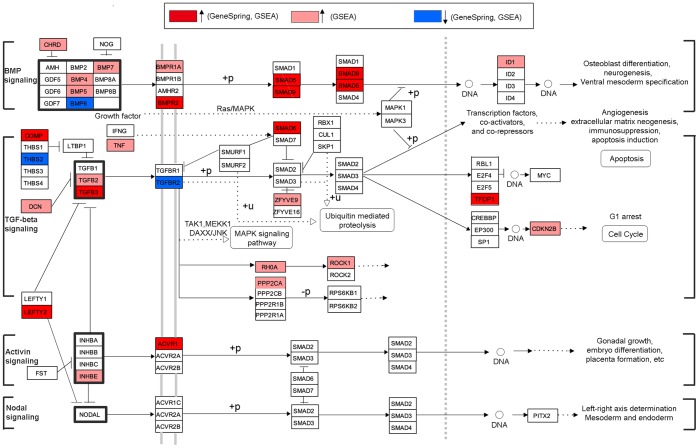 (GeneSpring, GSEA)
(GSEA)
(GeneSpring, GSEA)
BMP
signaling
CHRD
NOG
AMH BMP2 BMP7
GDF5 BMP4 BMP8A
GDF6 BMP5 BMP8B
GDF7 BMP6
BMPR1A
BMPR1B
AMHR2
BMPR2
+p
SMAD1
SMAD5
SMAD8
SMAD1
SMAD5
SMAD4
+p
DNA
ID1
ID2
ID3
ID4
Osteoblast differentiation,
neurogenesis,
Ventral mesoderm specification
Growth factor
Ras/MAPK
MAPK1
MAPK3
+p
Transcription factors,
co-activators,
and co-repressors
Angiogenesis
extracellular matrix neogenesis,
immunosuppression,
apoptosis induction
Apoptosis
TGF-beta
signaling
COMP
THBS1
THBS2
THBS3
THBS4
LTBP1
IFNG
TNF
DCN
TGFB1
TGFB2
TGFB3
TGFBR1
TGFBR2
SMURF1
SMURF2
SMAD6
SMAD7
RBX1
CUL1
SKP1
+p
SMAD2
SMAD3
SMAD2
SMAD3
SMAD4
ZFYVE9
ZFYVE16
+u
+u
Ubiquitin mediated
proteolysis
TAK1,MEKK1
DAXX/JNK
MAPK signaling
pathway
RBL1
E2F4
E2F5
TFDP1
DNA
MYC
CREBBP
EP300
SP1
DNA
CDKN2B
G1 arrest
Cell Cycle
RH0A
ROCK1
ROCK2
PPP2CA
PPP2CB
PPP2R1B
PPP2R1A
-p
RPS6KB1
RPS6KB2
LEFTY1
LEFTY2
Activin
signaling
FST
INHBA
INHBB
INHBC
INHBE
ACVR1
ACVR2A
ACVR2B
+p
SMAD2
SMAD3
SMAD2
SMAD3
SMAD4
DNA
Gonadal growth,
embryo differentiation,
placenta formation, etc
SMAD6
SMAD7
Nodal
signaling
NODAL
ACVR1C
ACVR2A
ACVR2B
+p
SMAD2
SMAD3
SMAD2
SMAD3
SMAD4
DNA
PITX2
Left-right axis determination
Mesoderm and endoderm